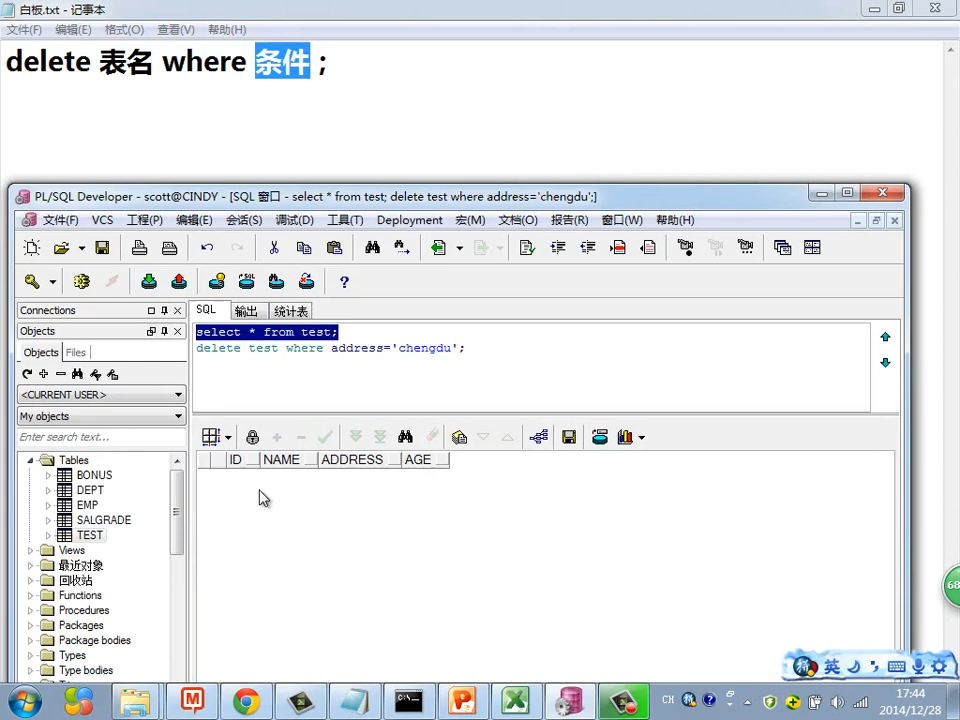 白板.txt - 记事本
文件(F) 编辑(E) 格式(O) 查看(V) 帮助(H)
delete 表名 where 条件 ;
PL/SQL Developer - scott@CINDY - [SQL 窗口 - select * from test; delete test where address='chengdu';]
文件(F) VCS 工程(P) 编辑(E) 会话(S) 调试(D) 工具(T) Deployment 宏(M) 文档(O) 报告(R) 窗口(W) 帮助(H)
Connections
SQL 输出 统计表
Objects
select * from test;
delete test where address='chengdu';
Objects Files
<CURRENT USER>
My objects
Enter search text...
ID NAME ADDRESS AGE
Tables
BONUS
DEPT
EMP
SALGRADE
TEST
Views
最近对象
回收站
Functions
Procedures
Packages
Package bodies
Types
Type bodies
68
英
CH
17:44
2014/12/28